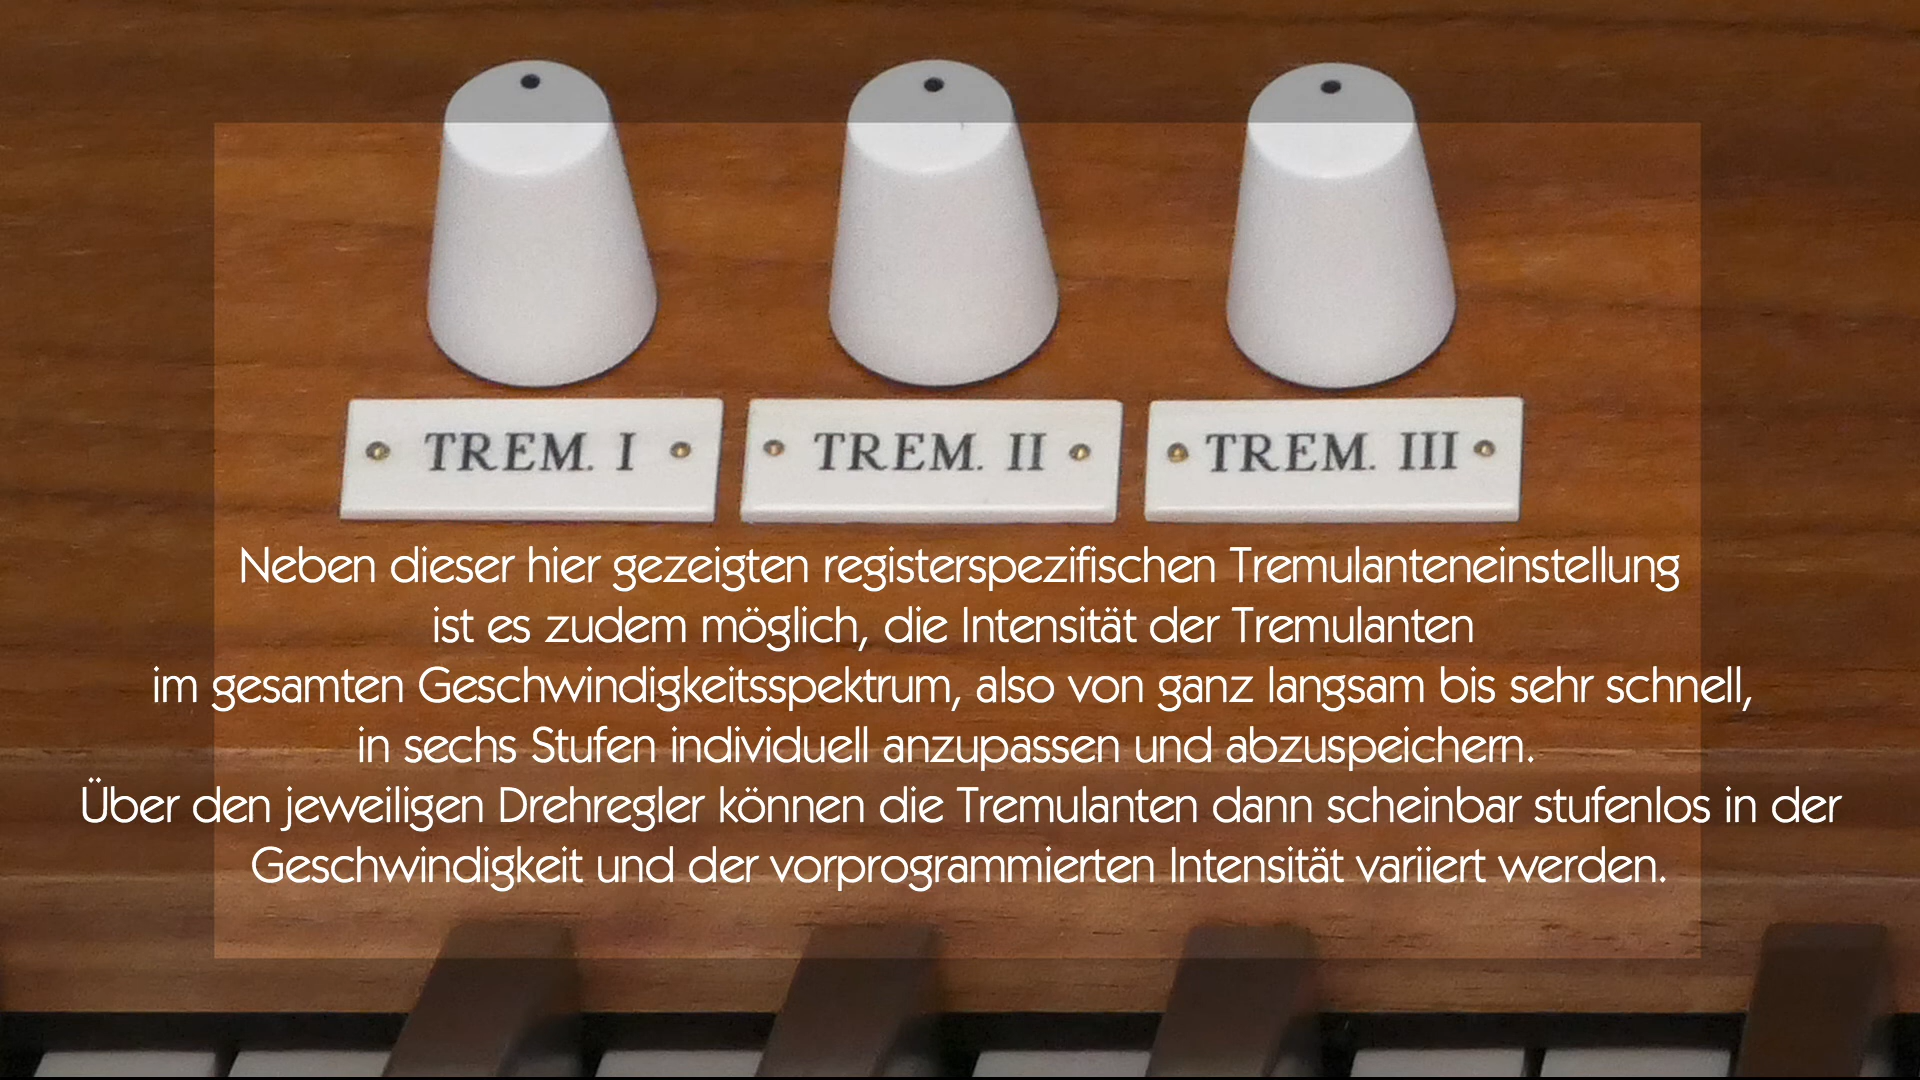 TREM. I TREM. II TREM. III
Neben dieser hier gezeigten registerspezifischen Tremulanteneinstellung
ist es zudem möglich, die Intensität der Tremulanten
im gesamten Geschwindigkeitsspektrum, also von ganz langsam bis sehr schnell,
in sechs Stufen individuell anzupassen und abzuspeichern.
Über den jeweiligen Drehregler können die Tremulanten dann scheinbar stufenlos in der
Geschwindigkeit und der vorprogrammierten Intensität variiert werden.